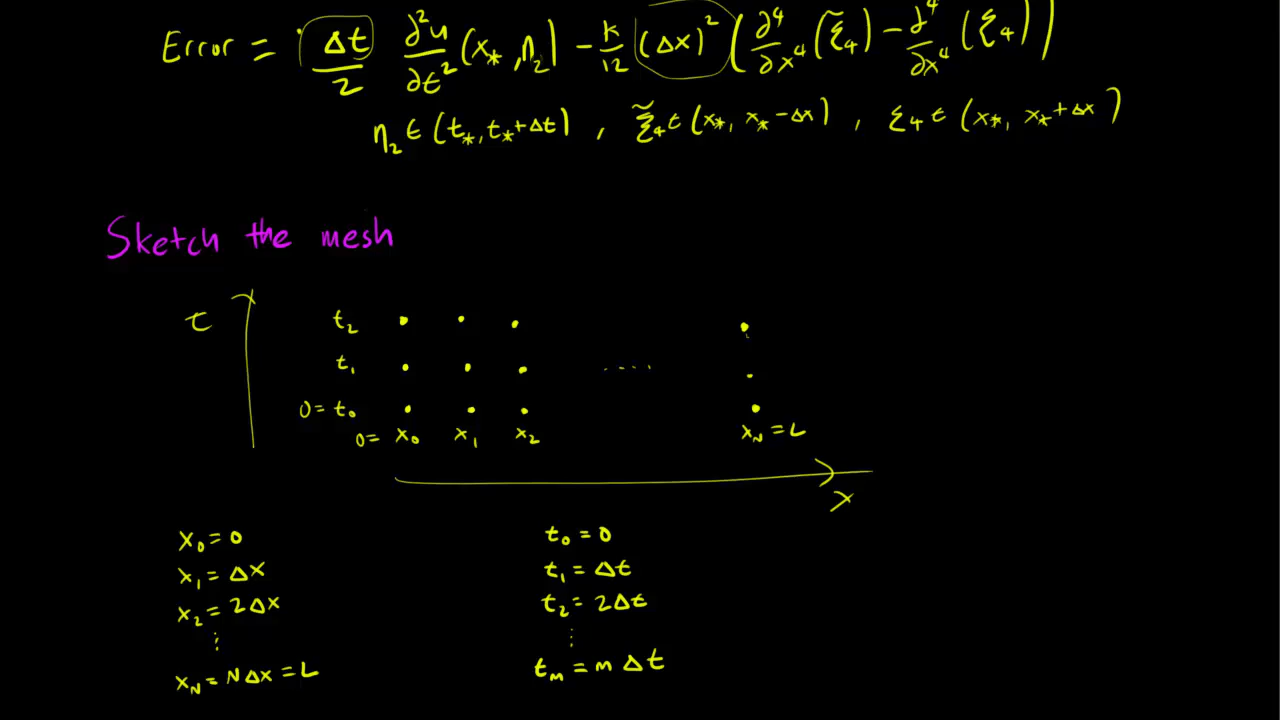 Error = Δt/2 ∂²u/∂t² (x*, η₂) − k/12 (Δx)² (∂⁴/∂x⁴ (ξ̃₄) − ∂⁴/∂x⁴ (ξ₄))
η₂ ∈ (t*, t*+Δt) , ξ̃₄ ∈ (x*, x*−Δx) , ξ₄ ∈ (x*, x*+Δx)
Sketch the mesh
t
t₂
t₁ ....
0 = t₀
0 = x₀ x₁ x₂ x_N = L
x
x₀ = 0 t₀ = 0
x₁ = Δx t₁ = Δt
x₂ = 2Δx t₂ = 2Δt
⋮ ⋮
x_N = NΔx = L t_m = m Δt